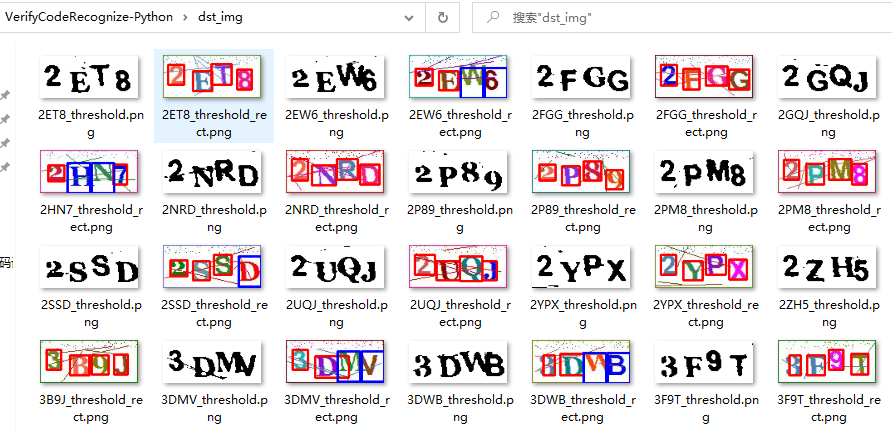 VerifyCodeRecognize-Python > dst_img
搜索"dst_img"
2ET8 2ET8 2EW6 2EW6 2FGG 2FGG 2GQJ
2ET8_threshold.png 2ET8_threshold_rect.png 2EW6_threshold.png 2EW6_threshold_rect.png 2FGG_threshold.png 2FGG_threshold_rect.png 2GQJ_threshold.png
2HN7 2NRD 2NRD 2P89 2P89 2PM8 2PM8
2HN7_threshold_rect.png 2NRD_threshold.png 2NRD_threshold_rect.png 2P89_threshold.png 2P89_threshold_rect.png 2PM8_threshold.png 2PM8_threshold_rect.png
2SSD 2SSD 2UQJ 2UQJ 2YPX 2YPX 2ZH5
2SSD_threshold.png 2SSD_threshold_rect.png 2UQJ_threshold.png 2UQJ_threshold_rect.png 2YPX_threshold.png 2YPX_threshold_rect.png 2ZH5_threshold.png
3B9J 3DMV 3DMV 3DWB 3DWB 3F9T 3F9T
3B9J_threshold_rect.png 3DMV_threshold.png 3DMV_threshold_rect.png 3DWB_threshold.png 3DWB_threshold_rect.png 3F9T_threshold.png 3F9T_threshold_rect.png